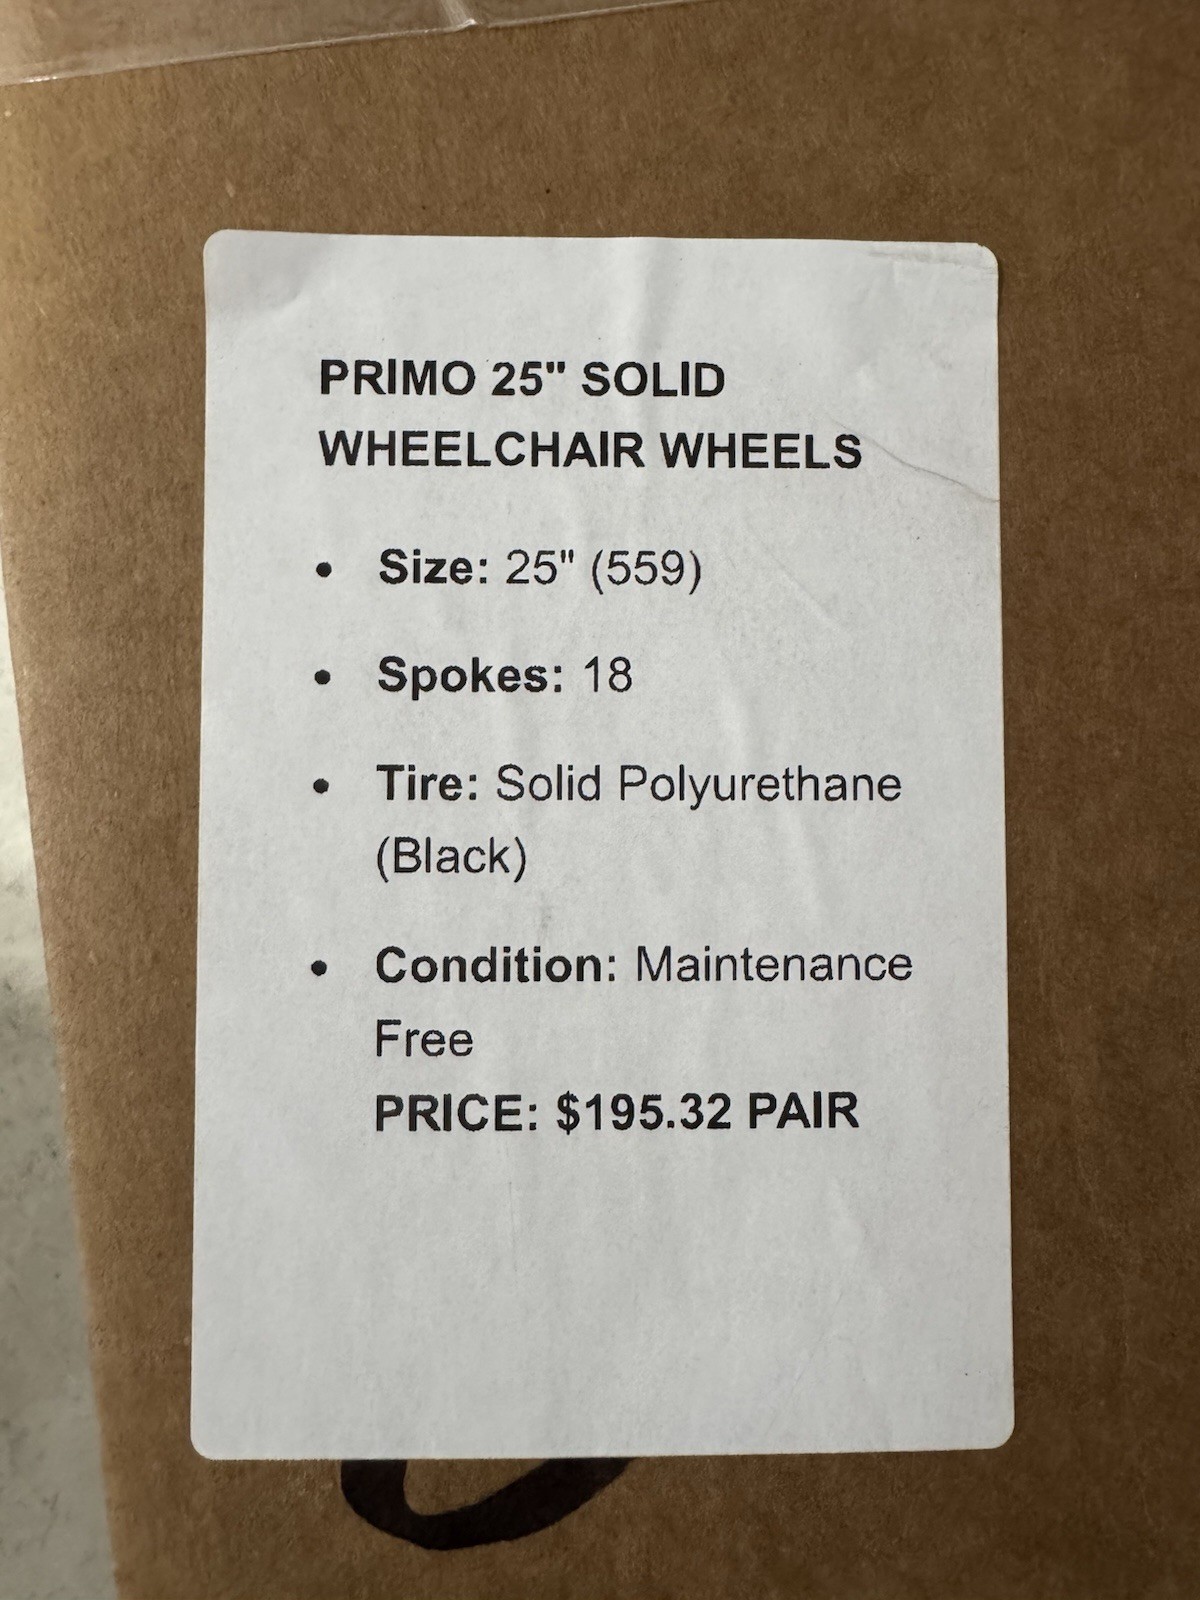 PRIMO 25" SOLID
WHEELCHAIR WHEELS
• Size: 25" (559)
• Spokes: 18
• Tire: Solid Polyurethane
(Black)
• Condition: Maintenance
Free
PRICE: $195.32 PAIR